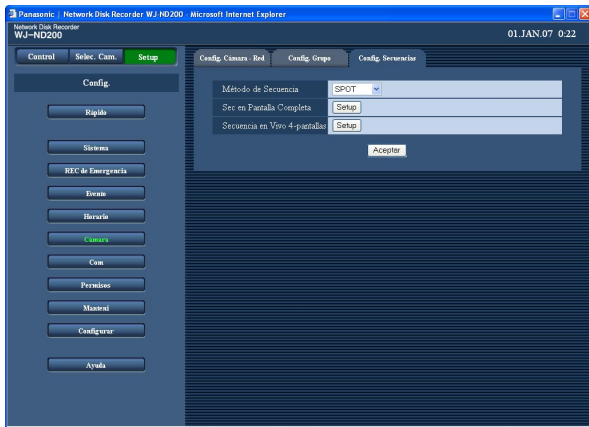 Panasonic | Network Disk Recorder WJ-ND200 - Microsoft Internet Explorer
Network Disk Recorder
WJ-ND200
01.JAN.07 0:22
Control Selec. Cam. Setup
Config. Cámara - Red Config. Grupo Config. Secuencias
Config.
Rápido
Sistema
REC de Emergencia
Evento
Horario
Cámara
Com
Permisos
Manteni
Configurar
Ayuda
Método de Secuencia SPOT
Sec en Pantalla Completa Setup
Secuencia en Vivo 4-pantallas Setup
Aceptar